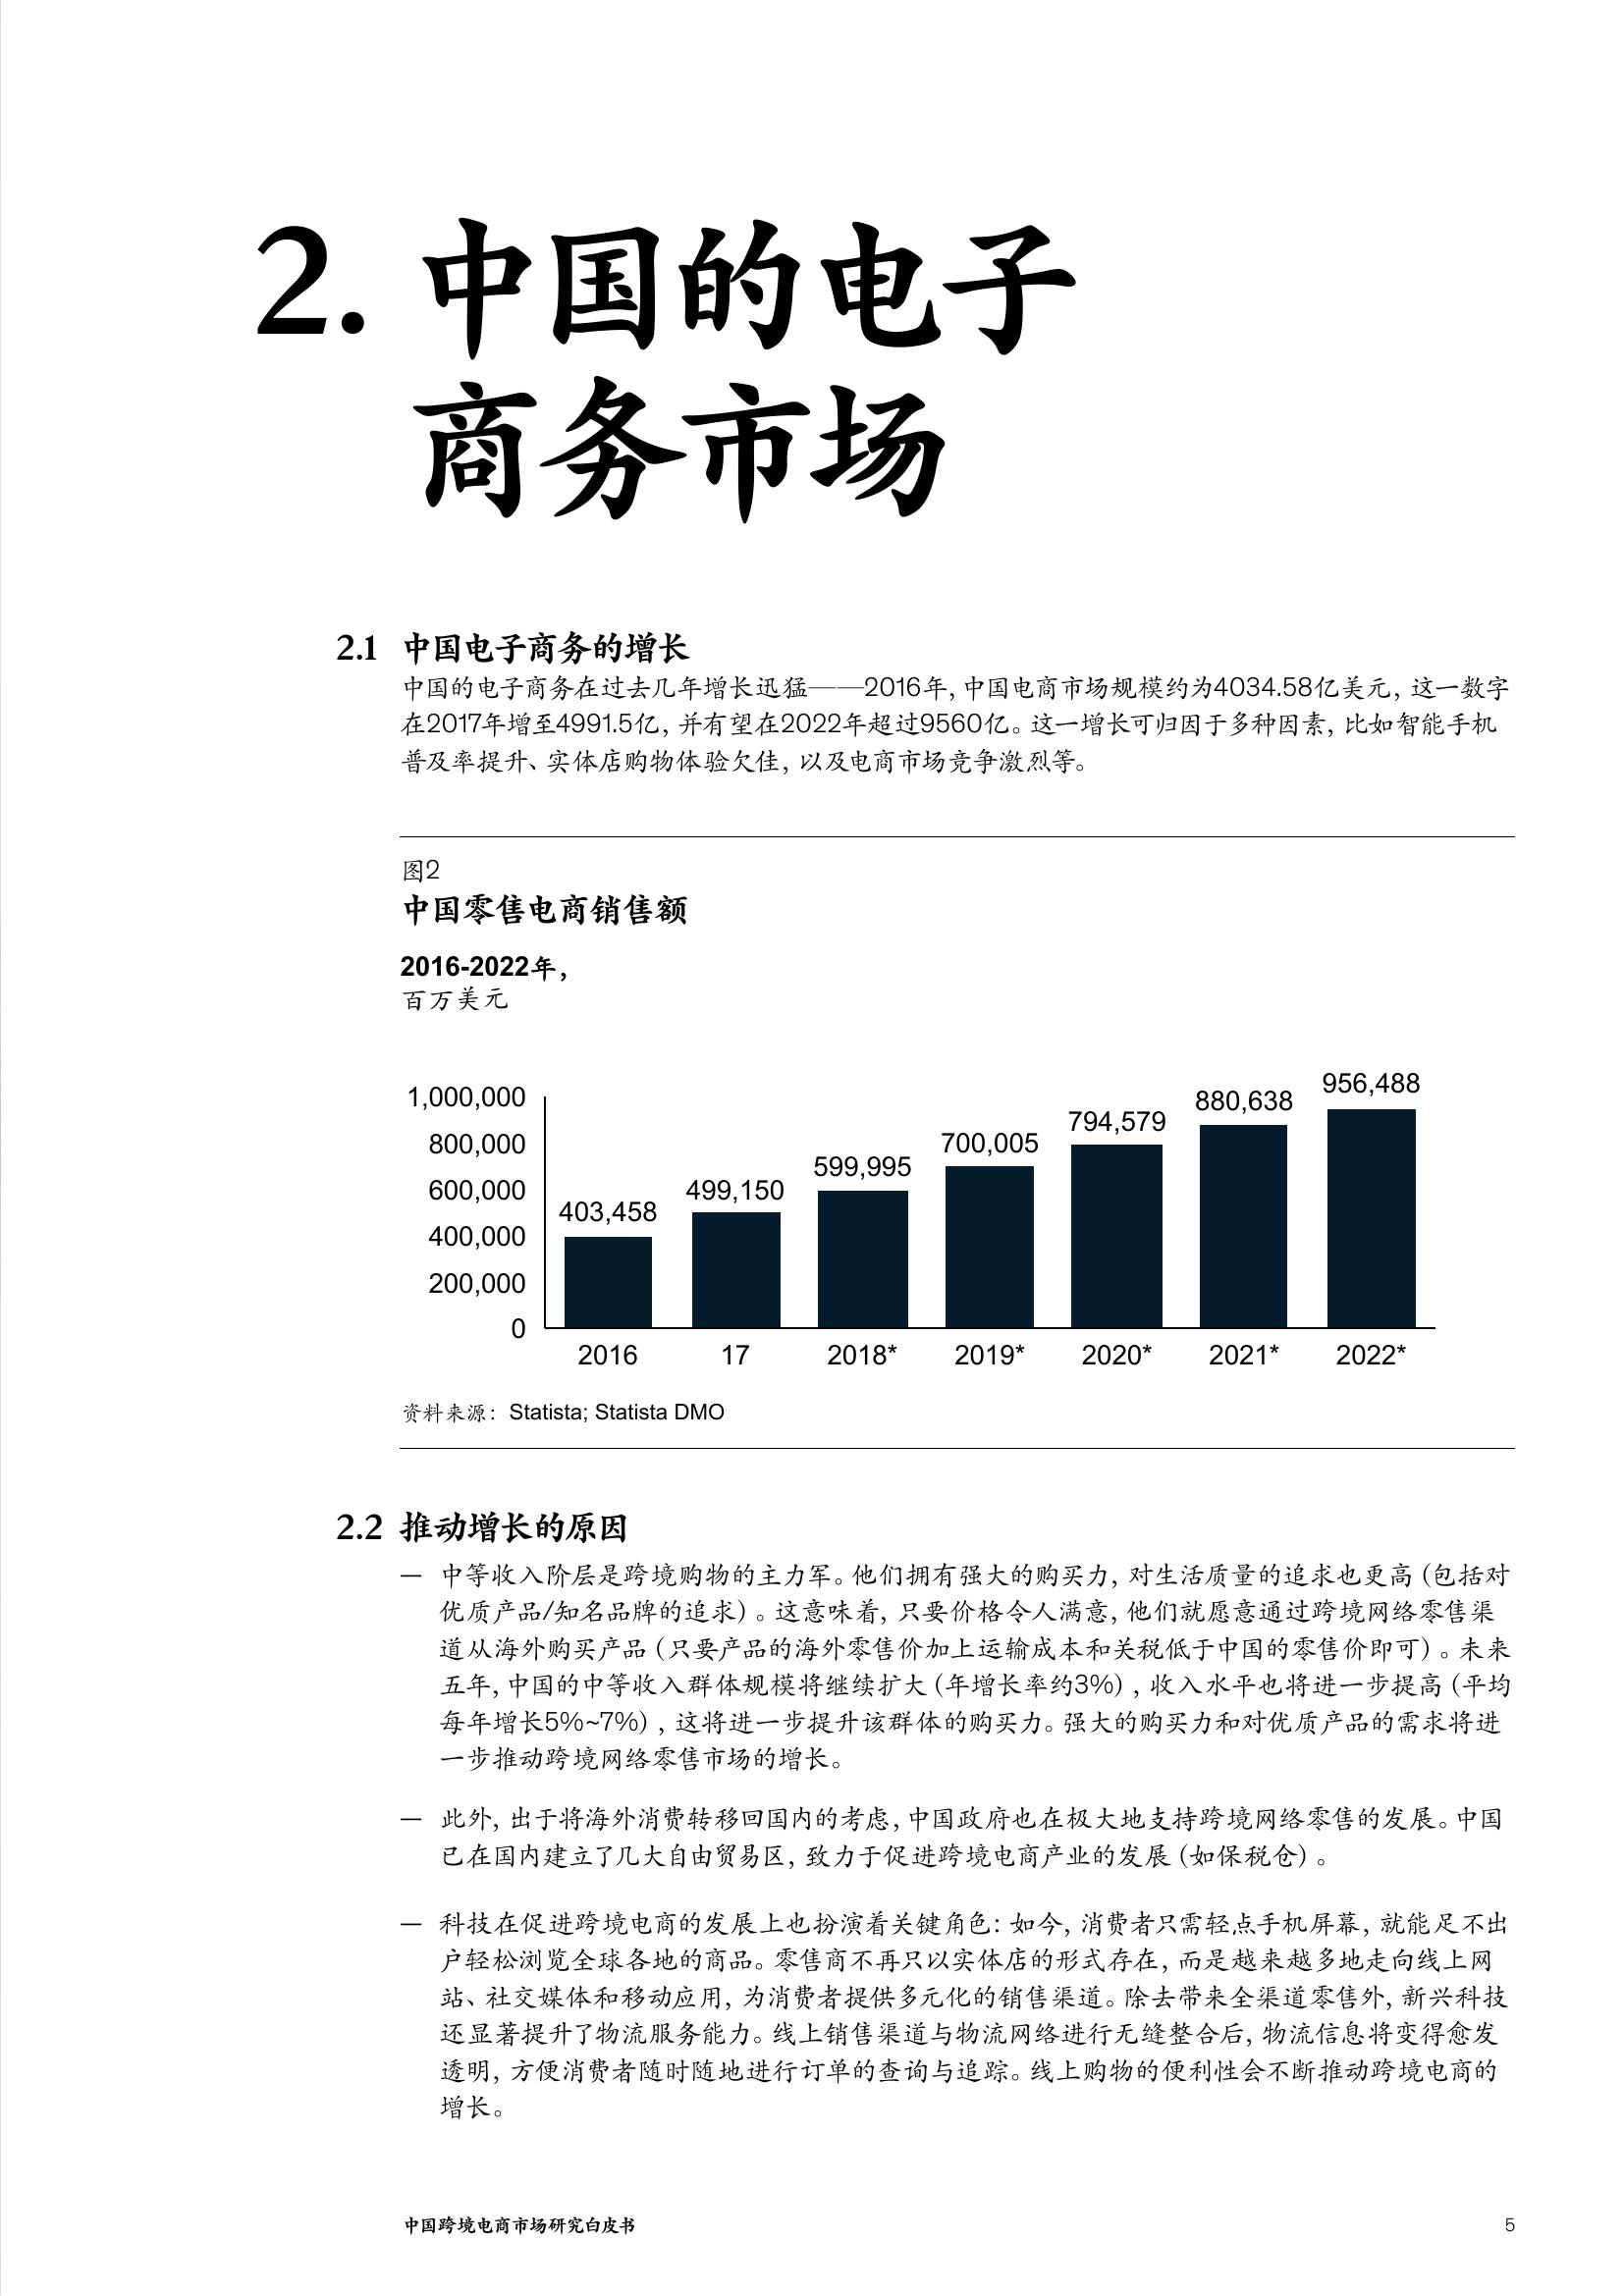 2. 中国的电子
商务市场
2.1 中国电子商务的增长
中国的电子商务在过去几年增长迅猛——2016年, 中国电商市场规模约为4034.58亿美元, 这一数字
在2017年增至4991.5亿, 并有望在2022年超过9560亿。这一增长可归因于多种因素, 比如智能手机
普及率提升、实体店购物体验欠佳, 以及电商市场竞争激烈等。
图2
中国零售电商销售额
2016-2022年,
百万美元
1,000,000
800,000
600,000
400,000
200,000
0
403,458
499,150
599,995
700,005
794,579
880,638
956,488
2016 17 2018* 2019* 2020* 2021* 2022*
资料来源: Statista; Statista DMO
2.2 推动增长的原因
— 中等收入阶层是跨境购物的主力军。他们拥有强大的购买力, 对生活质量的追求也更高 (包括对
优质产品/知名品牌的追求) 。这意味着, 只要价格令人满意, 他们就愿意通过跨境网络零售渠
道从海外购买产品 (只要产品的海外零售价加上运输成本和关税低于中国的零售价即可) 。未来
五年, 中国的中等收入群体规模将继续扩大 (年增长率约3%) , 收入水平也将进一步提高 (平均
每年增长5%~7%) , 这将进一步提升该群体的购买力。强大的购买力和对优质产品的需求将进
一步推动跨境网络零售市场的增长。
— 此外, 出于将海外消费转移回国内的考虑, 中国政府也在极大地支持跨境网络零售的发展。中国
已在国内建立了几大自由贸易区, 致力于促进跨境电商产业的发展 (如保税仓) 。
— 科技在促进跨境电商的发展上也扮演着关键角色: 如今, 消费者只需轻点手机屏幕, 就能足不出
户轻松浏览全球各地的商品。零售商不再只以实体店的形式存在, 而是越来越多地走向线上网
站、社交媒体和移动应用, 为消费者提供多元化的销售渠道。除去带来全渠道零售外, 新兴科技
还显著提升了物流服务能力。线上销售渠道与物流网络进行无缝整合后, 物流信息将变得愈发
透明, 方便消费者随时随地进行订单的查询与追踪。线上购物的便利性会不断推动跨境电商的
增长。
中国跨境电商市场研究白皮书 5